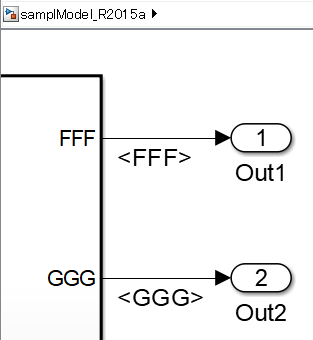 samplModel_R2015a
FFF
1
<FFF>
Out1
GGG
2
<GGG>
Out2